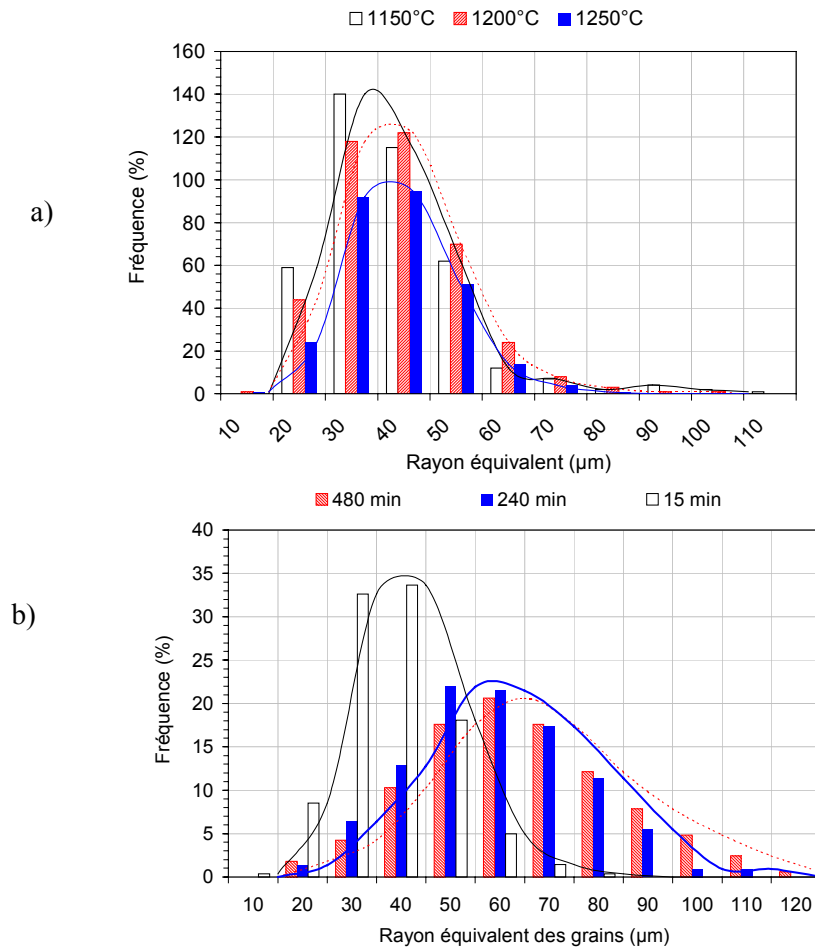 1150°C 1200°C 1250°C
a)
Fréquence (%)
160
140
120
100
80
60
40
20
0
10 20 30 40 50 60 70 80 90 100 110
Rayon équivalent (µm)
480 min 240 min 15 min
b)
Fréquence (%)
40
35
30
25
20
15
10
5
0
10 20 30 40 50 60 70 80 90 100 110 120
Rayon équivalent des grains (µm)